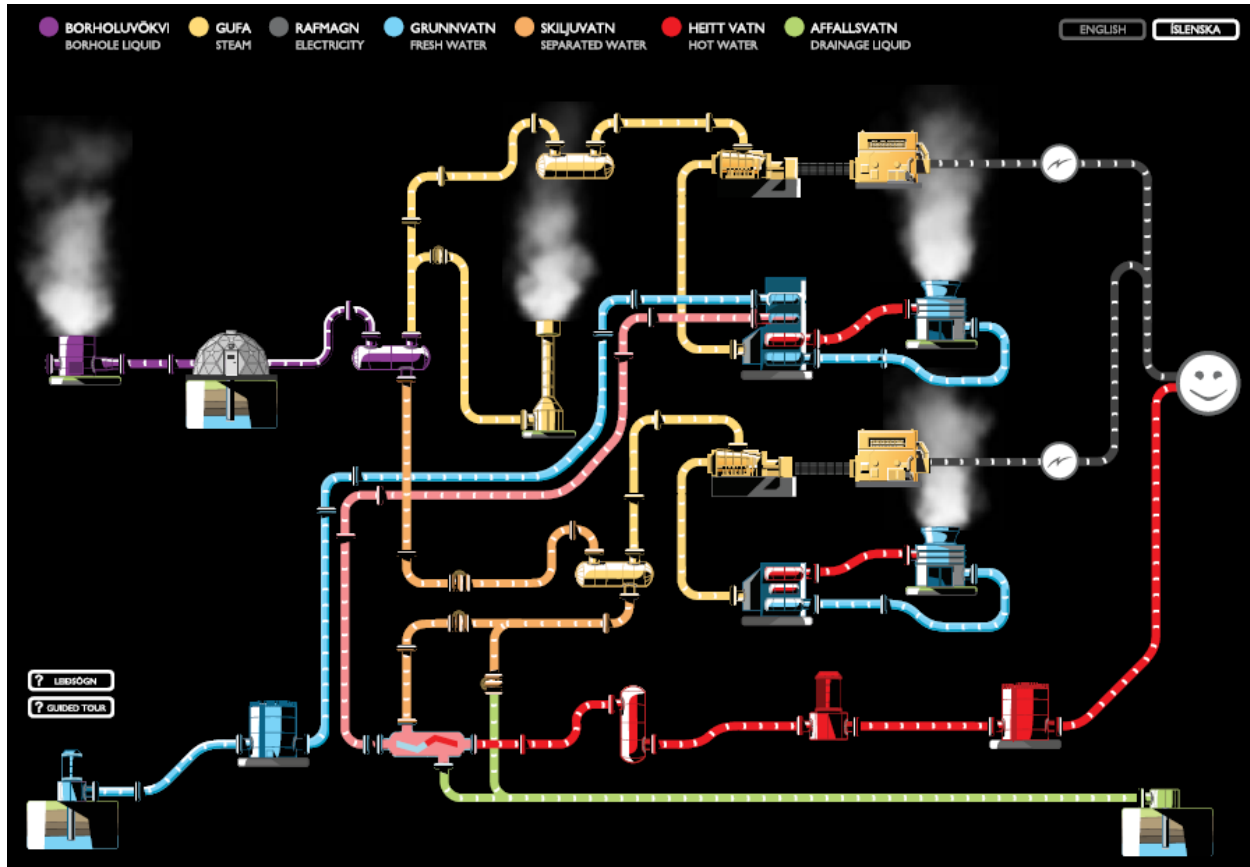 BORHOLUVÖKVI
BOREHOLE LIQUID
GUFA
STEAM
RAFMAGN
ELECTRICITY
GRUNNVATN
FRESH WATER
SKILJUVATN
SEPARATED WATER
HEITT VATN
HOT WATER
AFFALLSVATN
DRAINAGE LIQUID
ENGLISH
ÍSLENSKA
? LEIÐSÖGN
? GUIDED TOUR